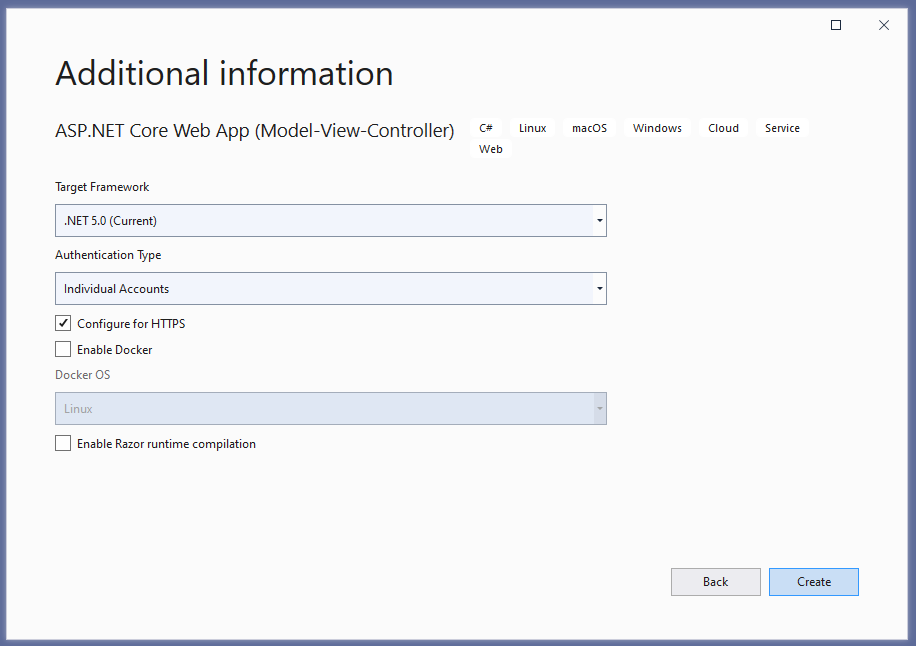 Additional information
ASP.NET Core Web App (Model-View-Controller) C# Linux macOS Windows Cloud Service
Web
Target Framework
.NET 5.0 (Current)
Authentication Type
Individual Accounts
Configure for HTTPS
Enable Docker
Docker OS
Linux
Enable Razor runtime compilation
Back Create